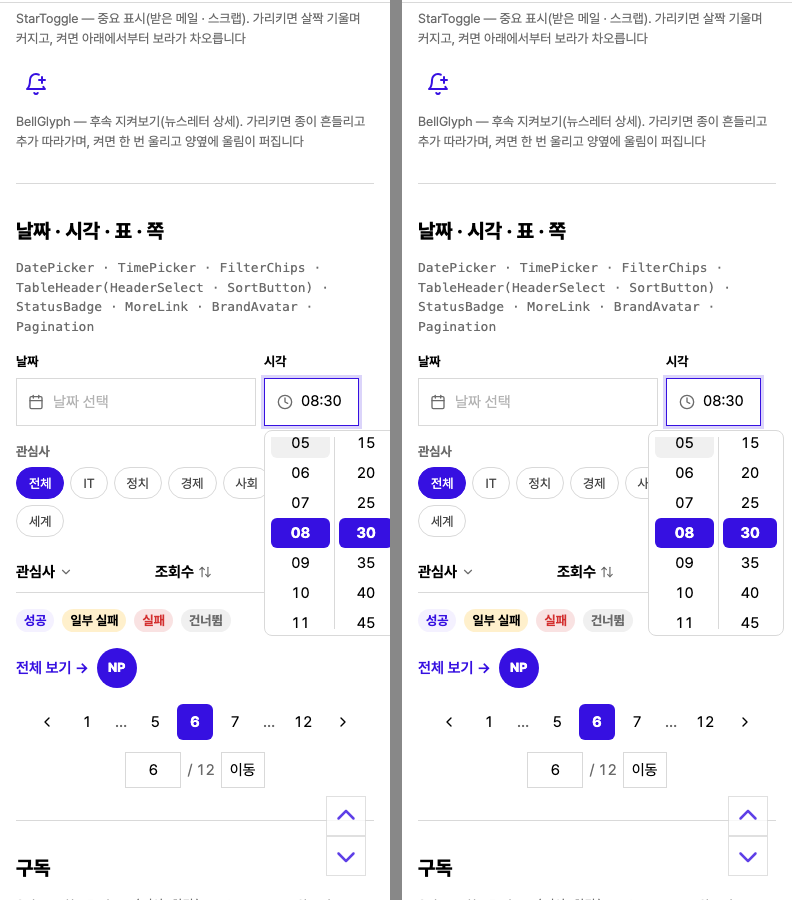 StarToggle — 중요 표시(받은 메일 · 스크랩). 가리키면 살짝 기울며
커지고, 켜면 아래에서부터 보라가 차오릅니다
BellGlyph — 후속 지켜보기(뉴스레터 상세). 가리키면 종이 흔들리고
추가 따라가며, 켜면 한 번 울리고 양옆에 울림이 퍼집니다
날짜 · 시각 · 표 · 쪽
DatePicker · TimePicker · FilterChips ·
TableHeader(HeaderSelect · SortButton) ·
StatusBadge · MoreLink · BrandAvatar ·
Pagination
날짜 시각
날짜 선택 08:30
관심사
전체 IT 정치 경제 사회
세계
05 15
06 20
07 25
08 30
09 35
10 40
11 45
관심사 조회수
성공 일부 실패 실패 건너뜀
전체 보기 → NP
‹ 1 … 5 6 7 … 12 ›
6 / 12 이동
구독
StarToggle — 중요 표시(받은 메일 · 스크랩). 가리키면 살짝 기울며
커지고, 켜면 아래에서부터 보라가 차오릅니다
BellGlyph — 후속 지켜보기(뉴스레터 상세). 가리키면 종이 흔들리고
추가 따라가며, 켜면 한 번 울리고 양옆에 울림이 퍼집니다
날짜 · 시각 · 표 · 쪽
DatePicker · TimePicker · FilterChips ·
TableHeader(HeaderSelect · SortButton) ·
StatusBadge · MoreLink · BrandAvatar ·
Pagination
날짜 시각
날짜 선택 08:30
관심사
전체 IT 정치 경제
세계
05 15
06 20
07 25
08 30
09 35
10 40
11 45
관심사 조회수
성공 일부 실패 실패 건너뜀
전체 보기 → NP
‹ 1 … 5 6 7 … 12 ›
6 / 12 이동
구독